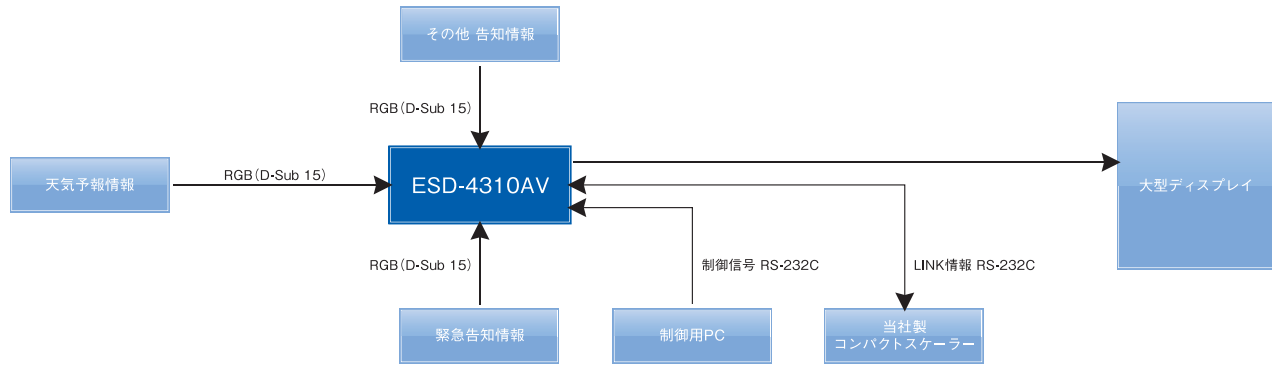 その他 告知情報
RGB(D-Sub 15)
天気予報情報
RGB(D-Sub 15)
ESD-4310AV
大型ディスプレイ
RGB(D-Sub 15)
制御信号 RS-232C
LINK情報 RS-232C
緊急告知情報
制御用PC
当社製
コンパクトスケーラー